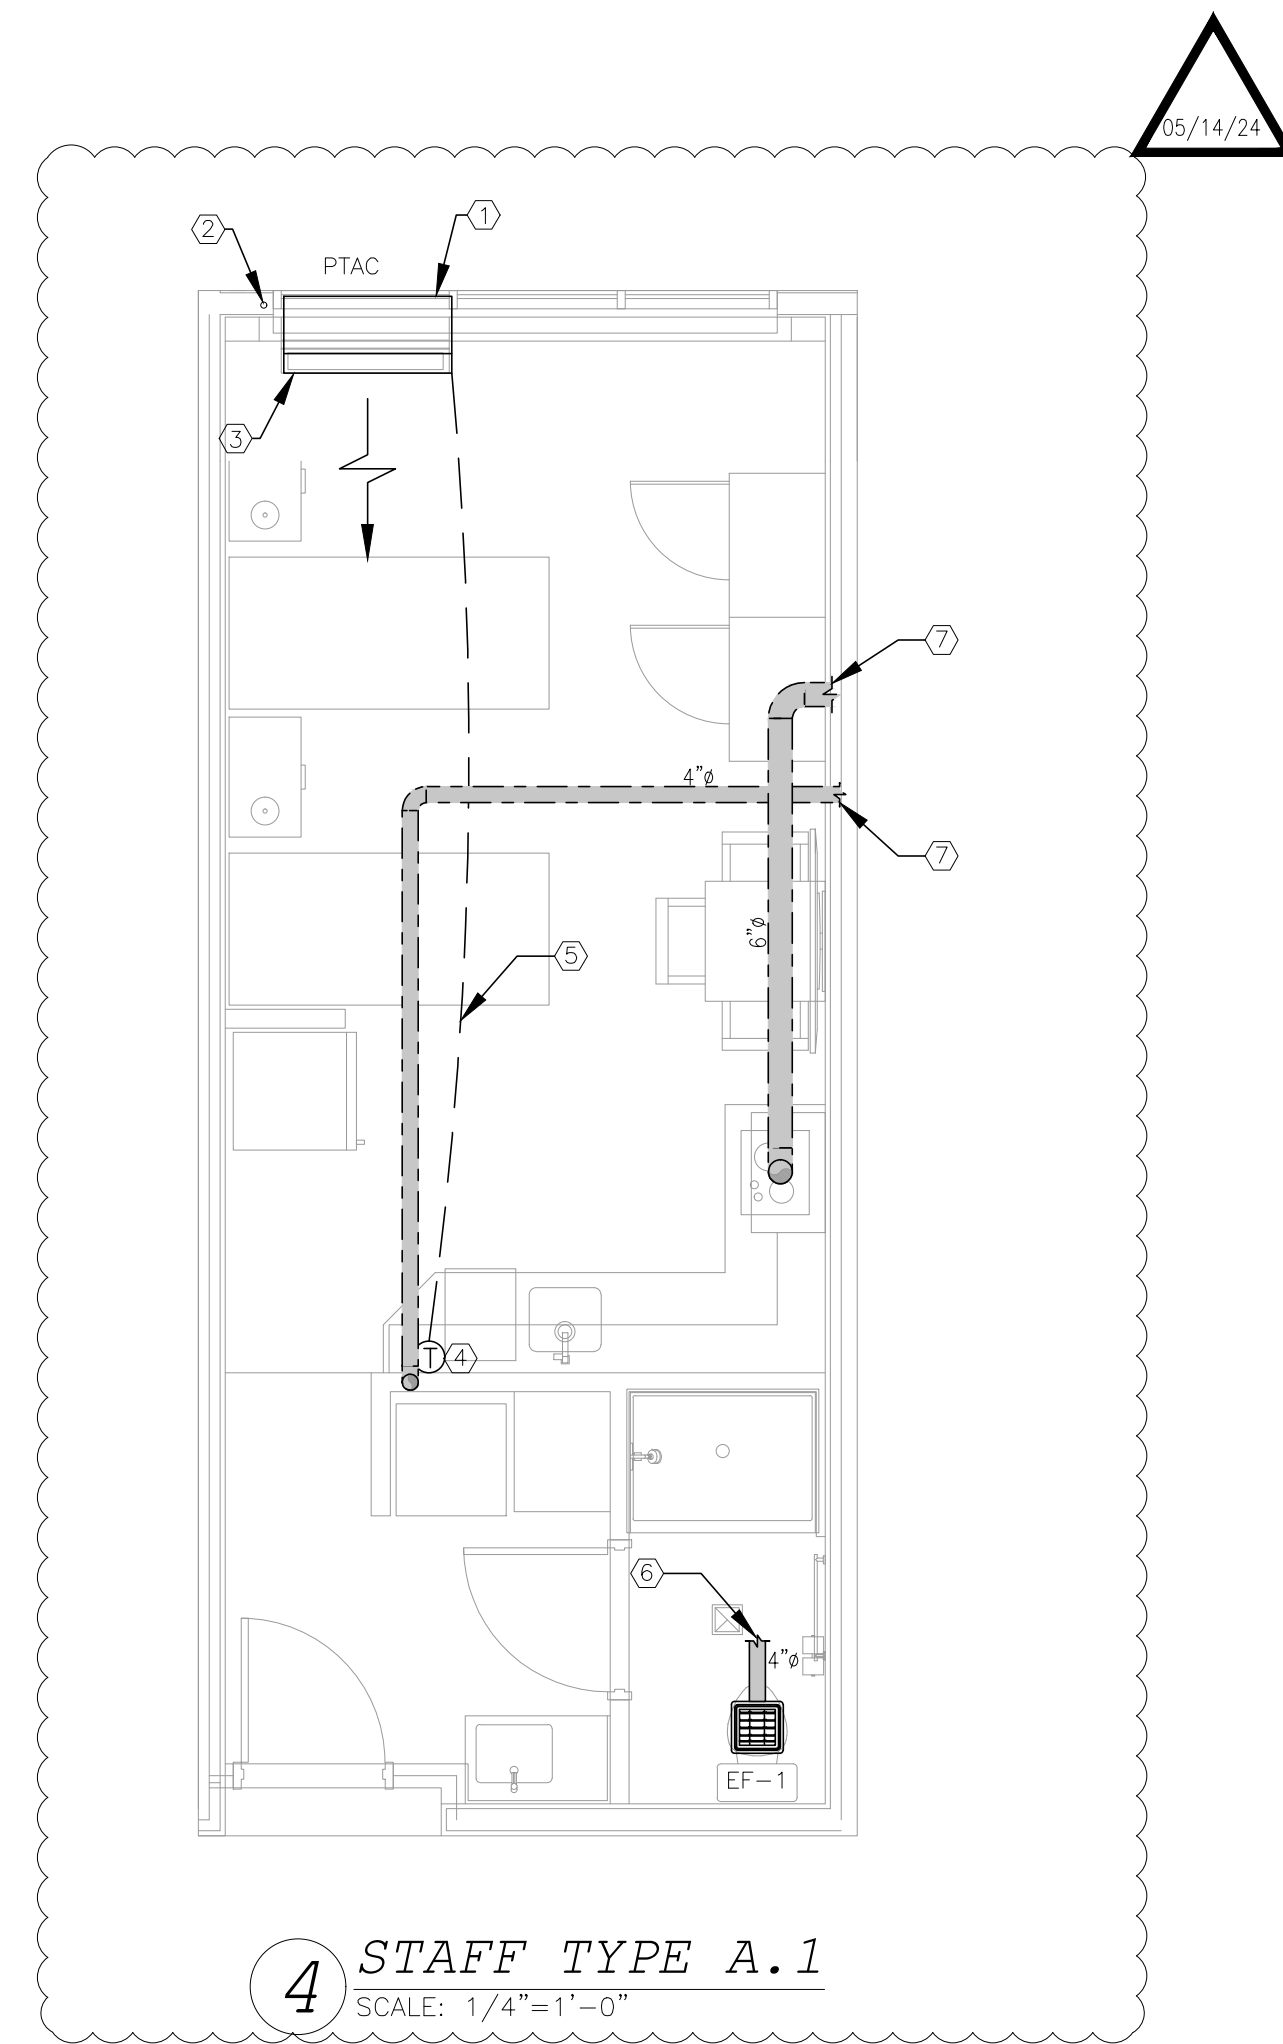 05/14/24
1
2
PTAC
3
7
4"ø
7
6"ø
5
T 4
6
4"ø
EF-1
4 STAFF TYPE A.1
SCALE: 1/4"=1'-0"